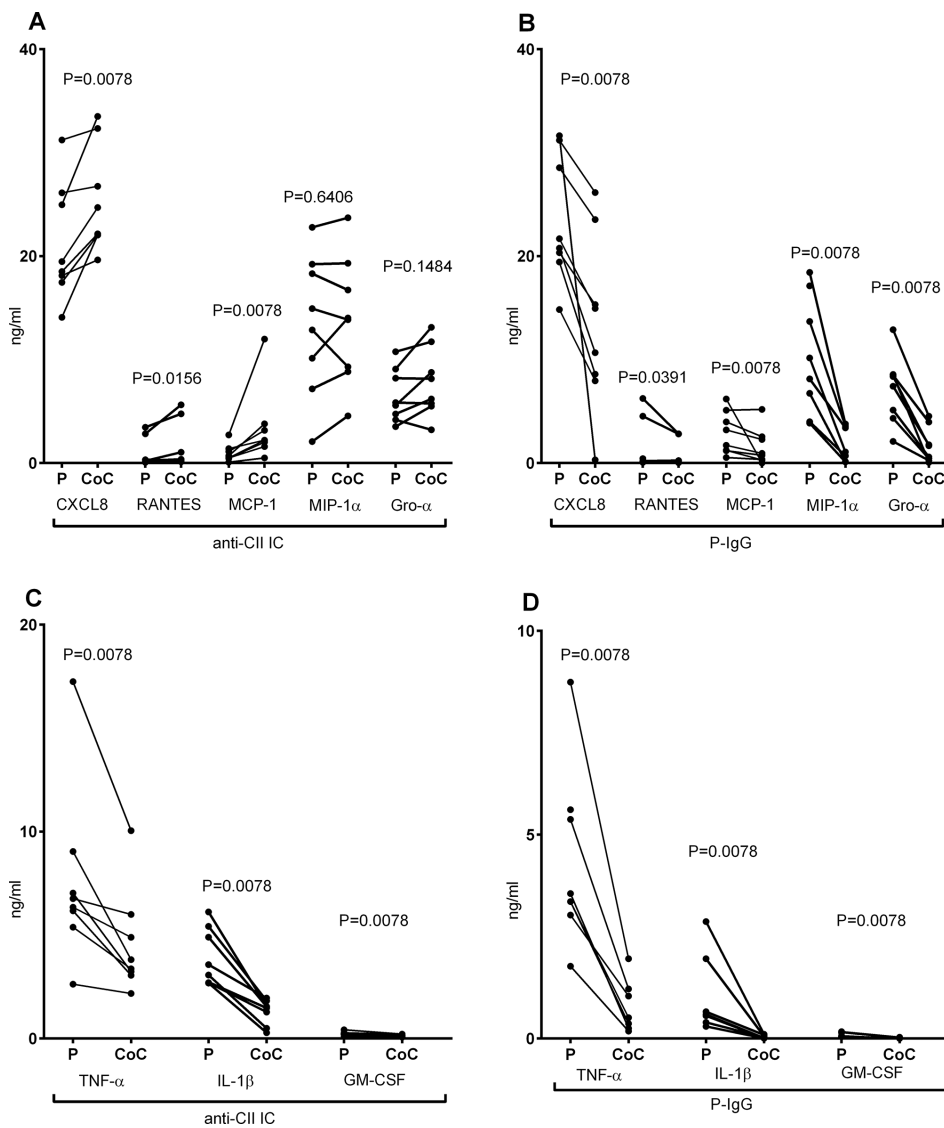 A
40
20
0
ng/ml
P=0.0078
P=0.0156
P=0.0078
P=0.6406
P=0.1484
P CoC P CoC P CoC P CoC P CoC
CXCL8 RANTES MCP-1 MIP-1α Gro-α
anti-CII IC
B
40
20
0
ng/ml
P=0.0078
P=0.0391
P=0.0078
P=0.0078
P=0.0078
P CoC P CoC P CoC P CoC P CoC
CXCL8 RANTES MCP-1 MIP-1α Gro-α
P-IgG
C
20
10
0
ng/ml
P=0.0078
P=0.0078
P=0.0078
P CoC P CoC P CoC
TNF-α IL-1β GM-CSF
anti-CII IC
D
10
5
0
ng/ml
P=0.0078
P=0.0078
P=0.0078
P CoC P CoC P CoC
TNF-α IL-1β GM-CSF
P-IgG